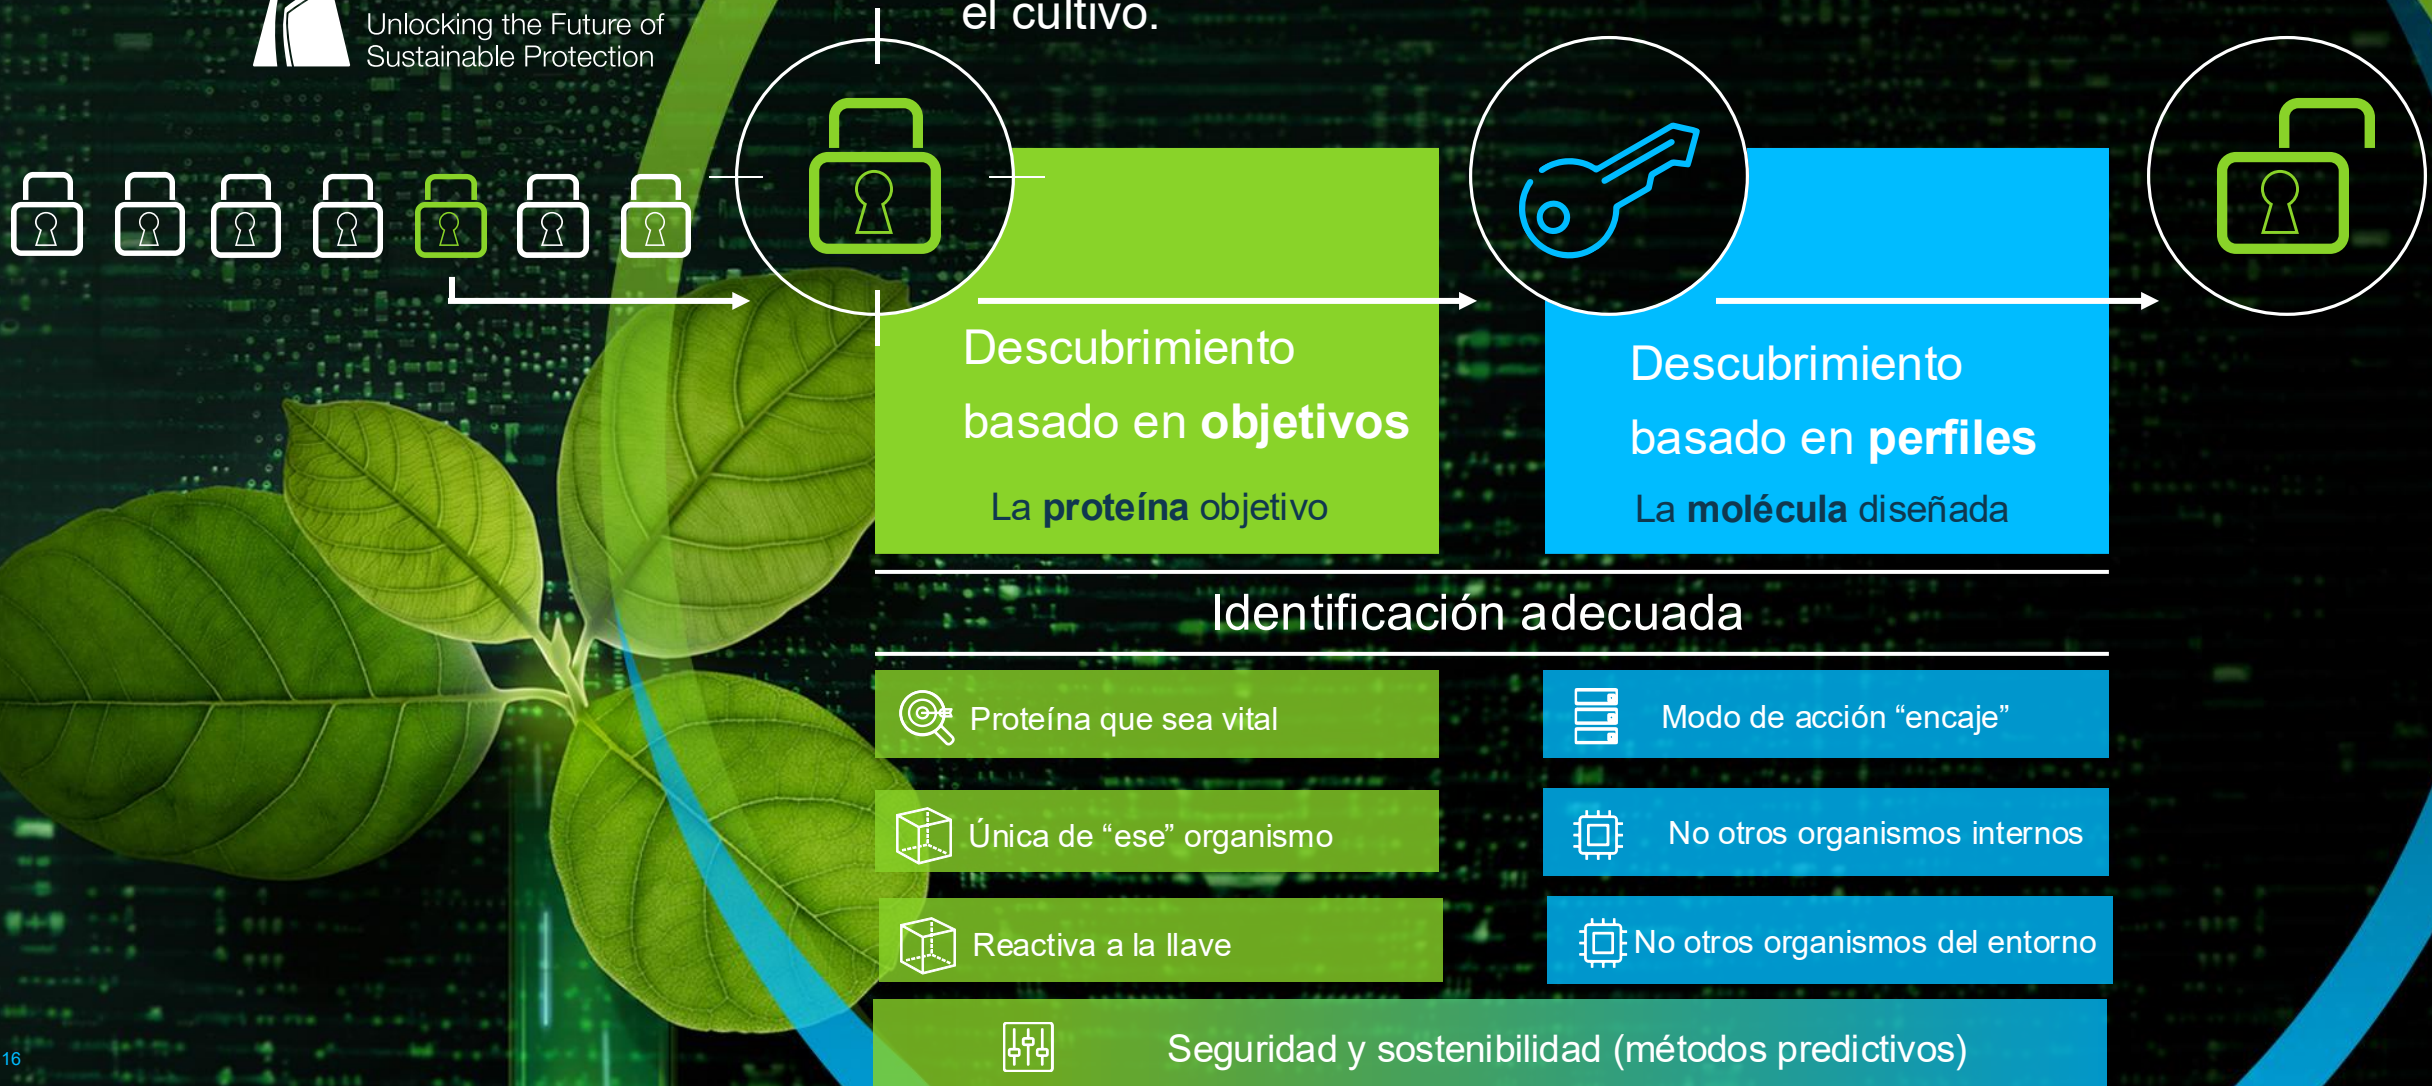 Unlocking the Future of
Sustainable Protection
el cultivo.
Descubrimiento
basado en objetivos
La proteína objetivo
Descubrimiento
basado en perfiles
La molécula diseñada
Identificación adecuada
Proteína que sea vital
Modo de acción “encaje”
Única de “ese” organismo
No otros organismos internos
Reactiva a la llave
No otros organismos del entorno
Seguridad y sostenibilidad (métodos predictivos)
16